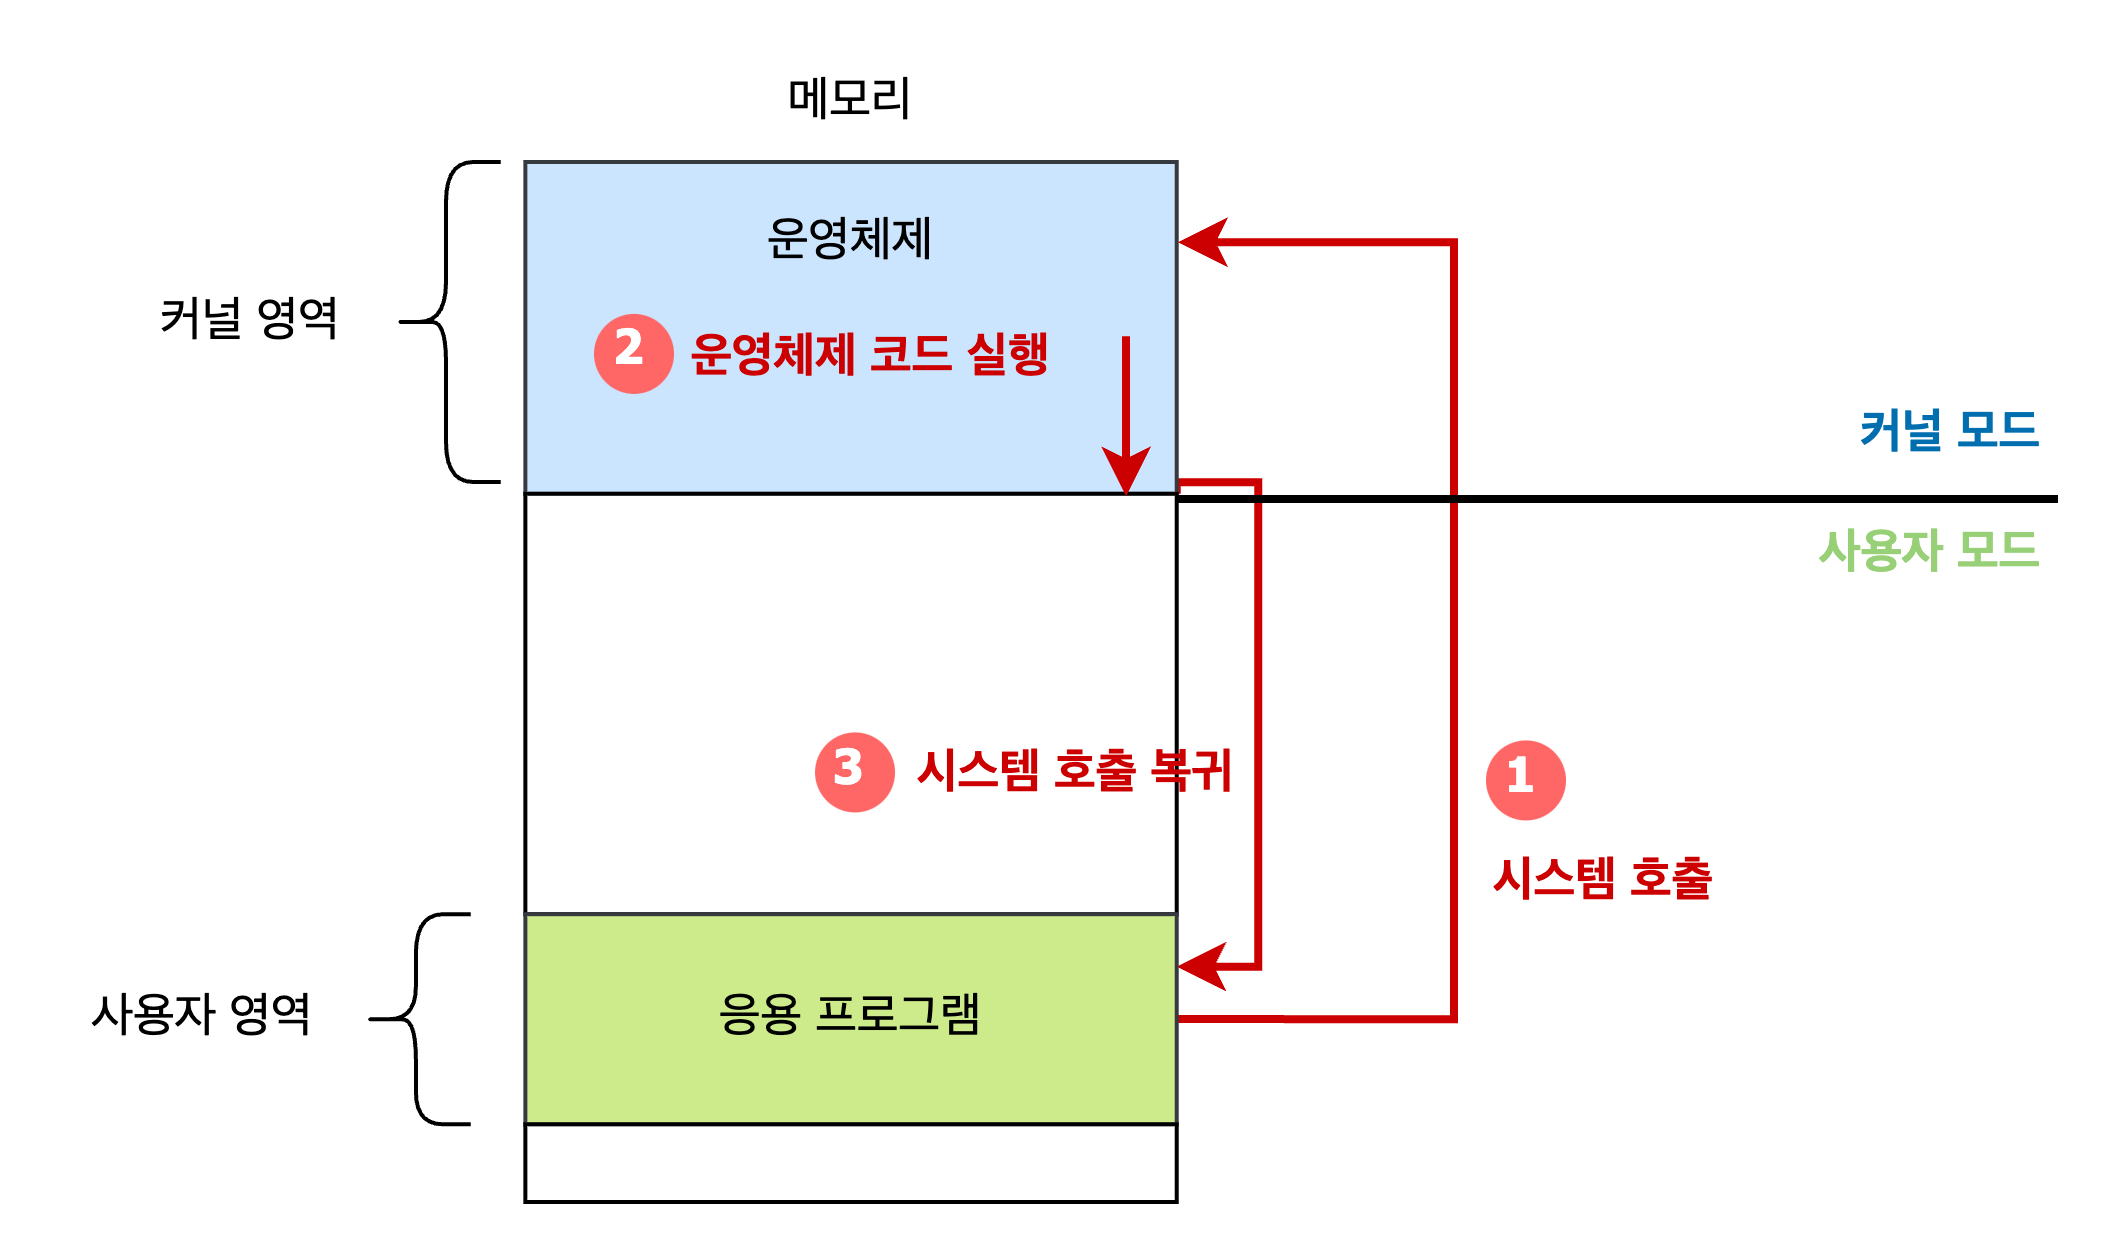 메모리
운영체제
커널 영역
2 운영체제 코드 실행
커널 모드
사용자 모드
3 시스템 호출 복귀
1
시스템 호출
사용자 영역
응용 프로그램